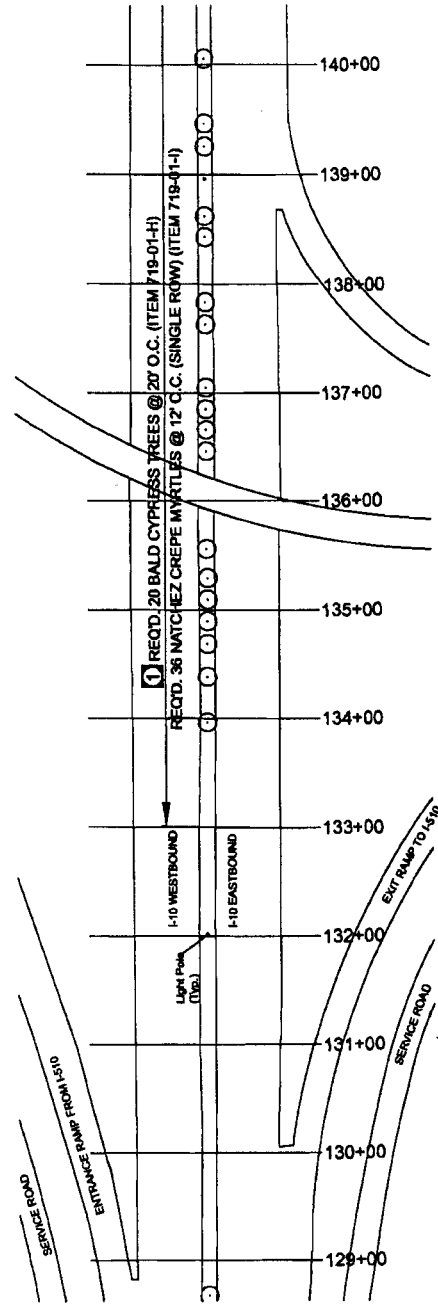 140+00
139+00
138+00
137+00
136+00
135+00
134+00
133+00
132+00
131+00
130+00
129+00
1 REQ'D. 20 BALD CYPRESS TREES @ 20' O.C. (ITEM 719-01-H)
REQ'D. 36 NATCHEZ CREPE MYRTLES @ 12' O.C. (SINGLE ROW) (ITEM 719-01-I)
I-10 WESTBOUND
I-10 EASTBOUND
Light Pole
(Typ.)
EXIT RAMP TO I-510
SERVICE ROAD
ENTRANCE RAMP FROM I-510
SERVICE ROAD